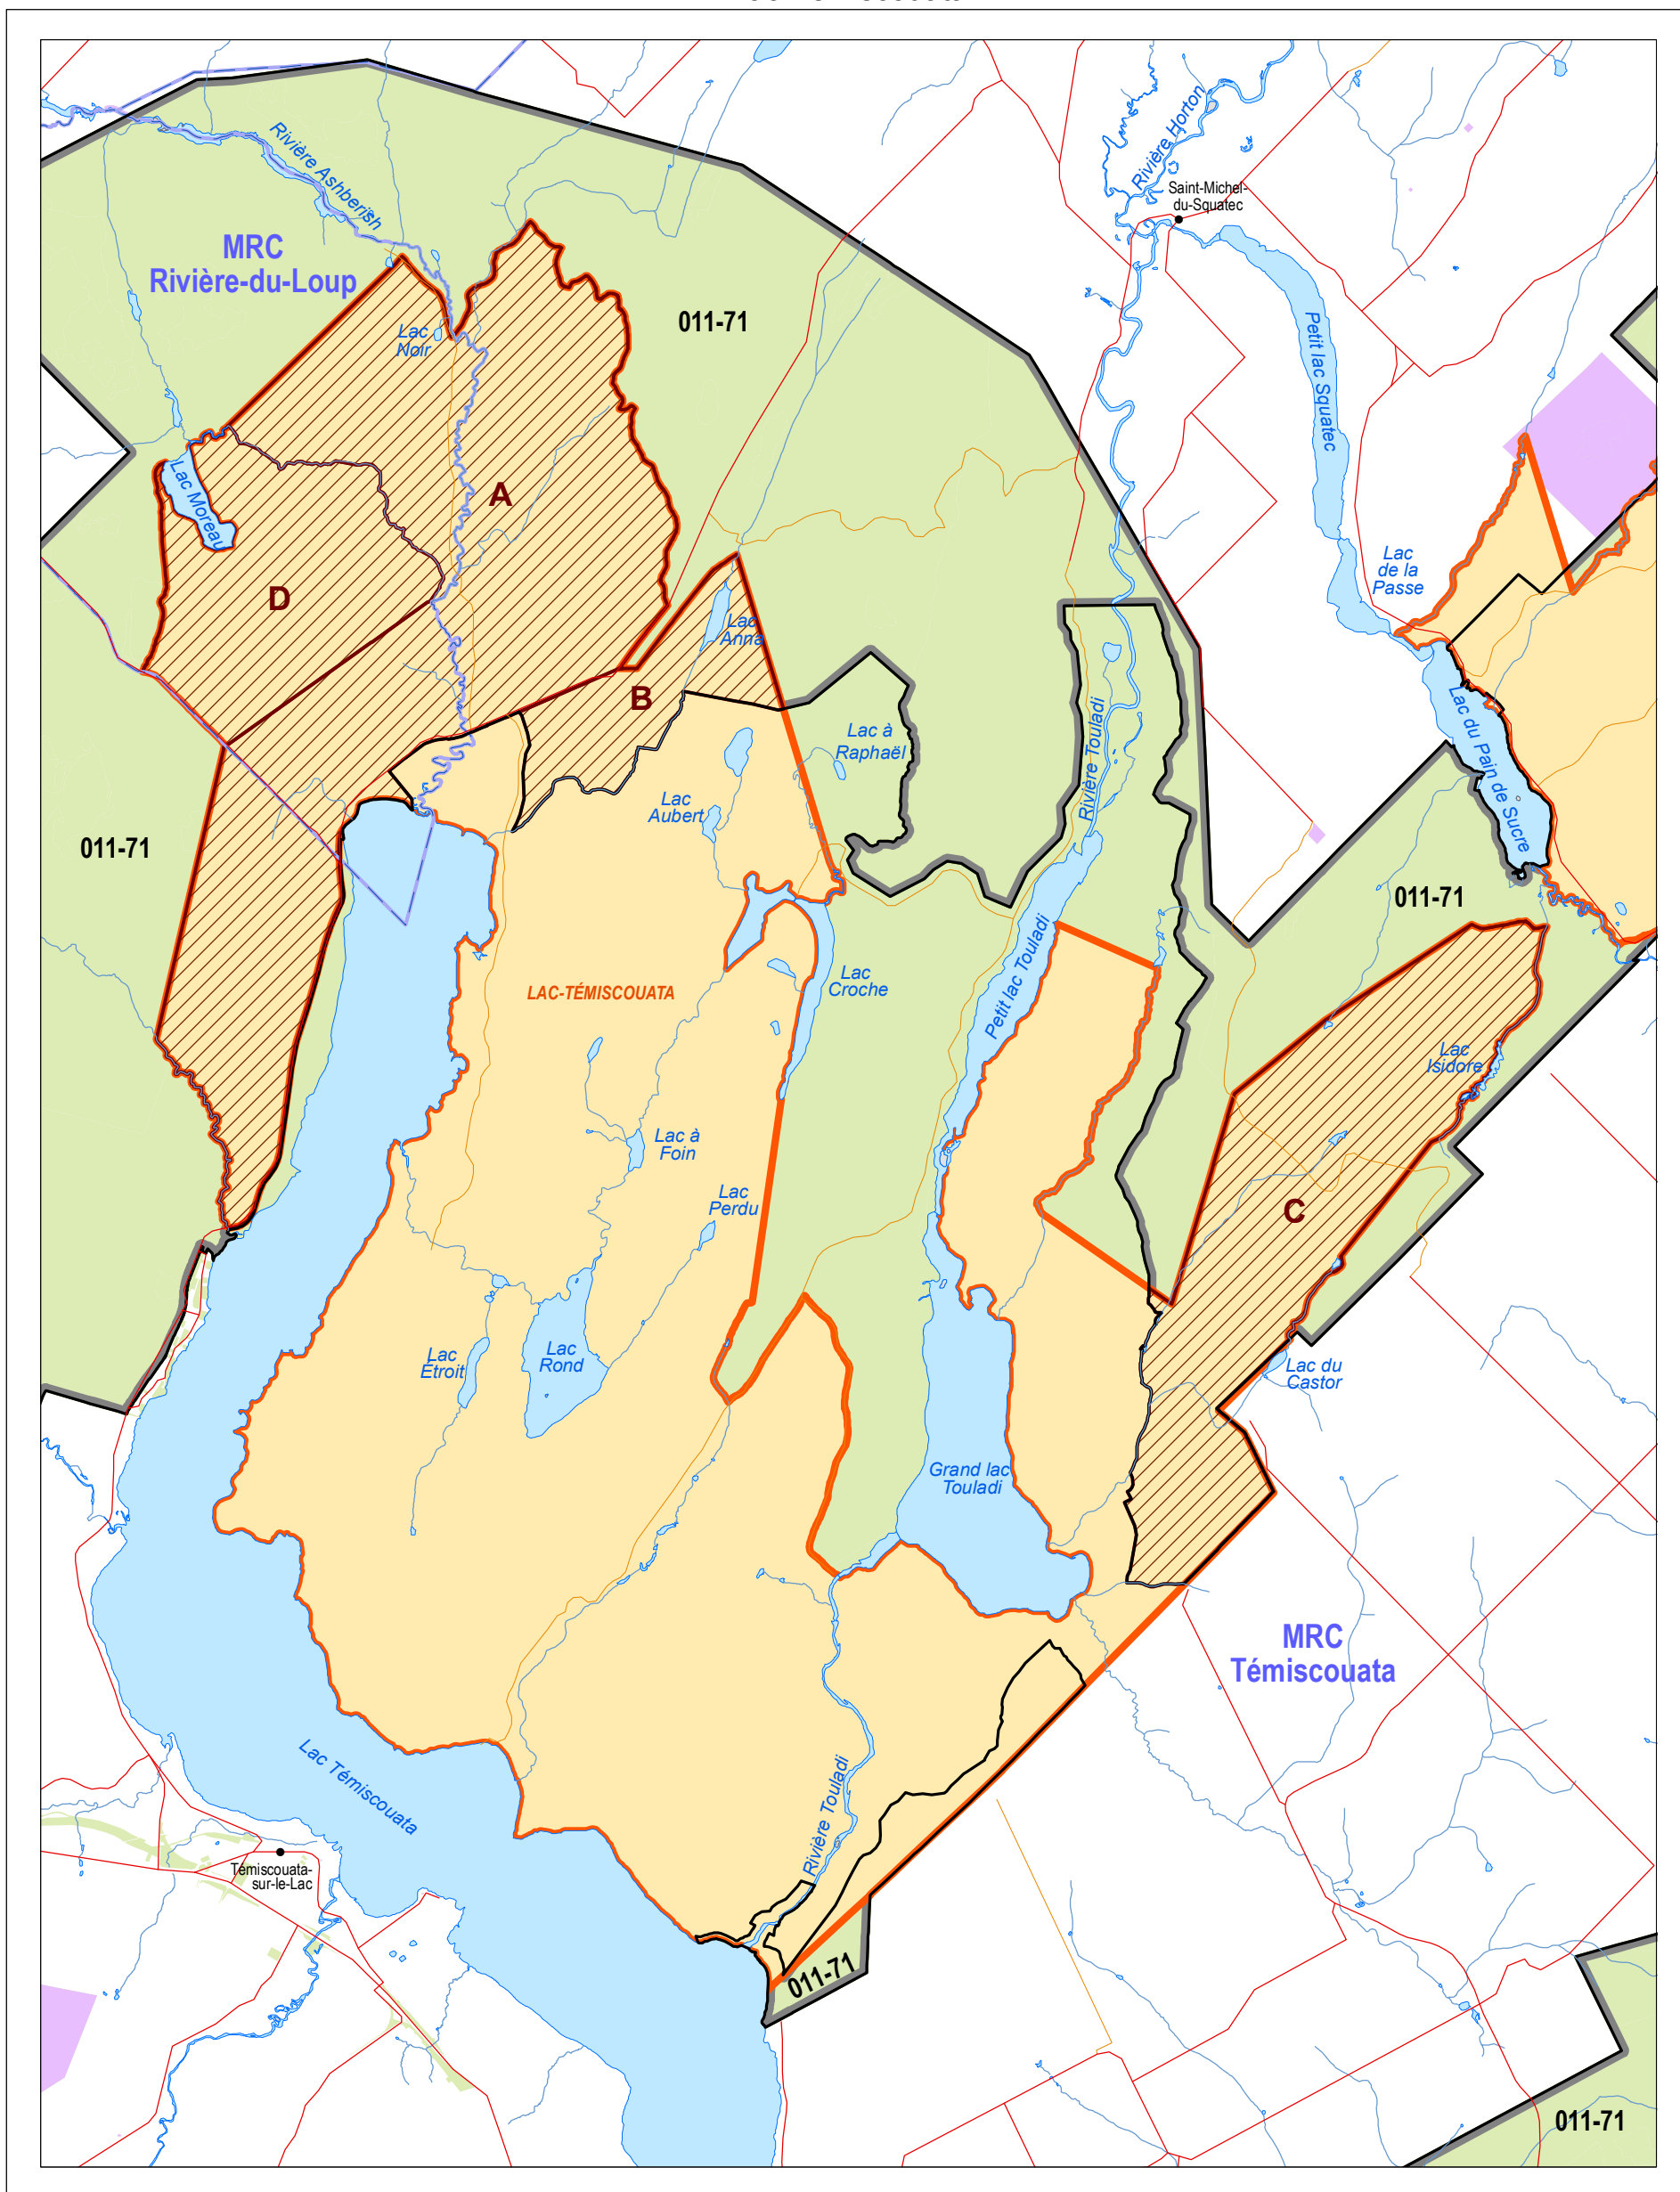 Rivière Horton
Rivière Ashberish
Saint-Michel-
du-Squatec
MRC
Rivière-du-Loup
011-71
Lac
Noir
Petit lac Squatec
Lac Moreau
A
D
Lac
de la
Passe
Lac
Anna
B
Lac à
Raphaël
Rivière Touladi
Lac du Pain de Sucre
Lac
Aubert
011-71
011-71
LAC-TÉMISCOUATA
Lac
Croche
Petit lac Touladi
Lac
Isidore
Lac à
Foin
Lac
Perdu
C
Lac
Etroit
Lac
Rond
Lac du
Castor
Grand lac
Touladi
MRC
Témiscouata
Lac Témiscouata
Rivière Touladi
Témiscouata-
sur-le-Lac
011-71
011-71